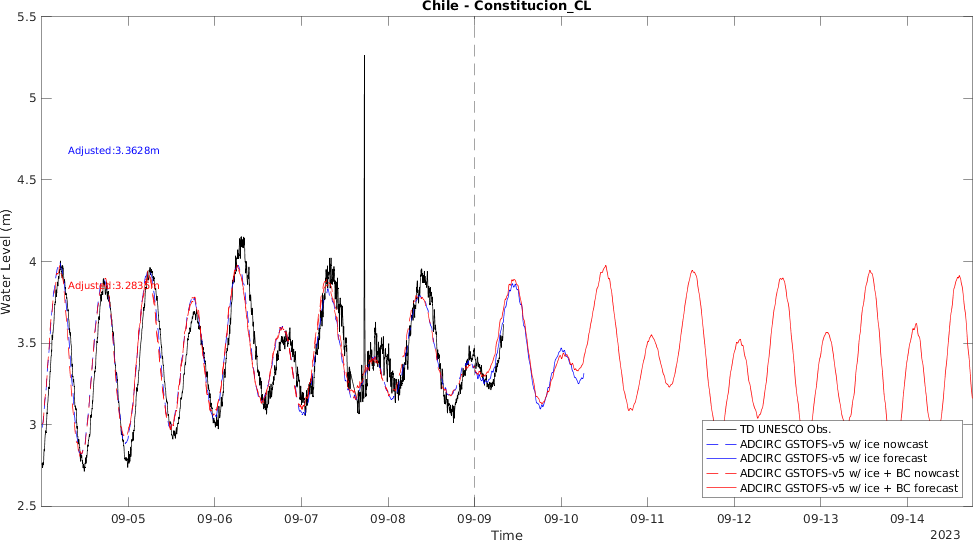 Chile - Constitucion_CL
5.5
5
4.5
4
3.5
3
2.5
Water Level (m)
Adjusted:3.3628m
Adjusted:3.2838m
TD UNESCO Obs.
ADCIRC GSTOFS-v5 w/ ice nowcast
ADCIRC GSTOFS-v5 w/ ice forecast
ADCIRC GSTOFS-v5 w/ ice + BC nowcast
ADCIRC GSTOFS-v5 w/ ice + BC forecast
09-05 09-06 09-07 09-08 09-09 09-10 09-11 09-12 09-13 09-14
Time
2023